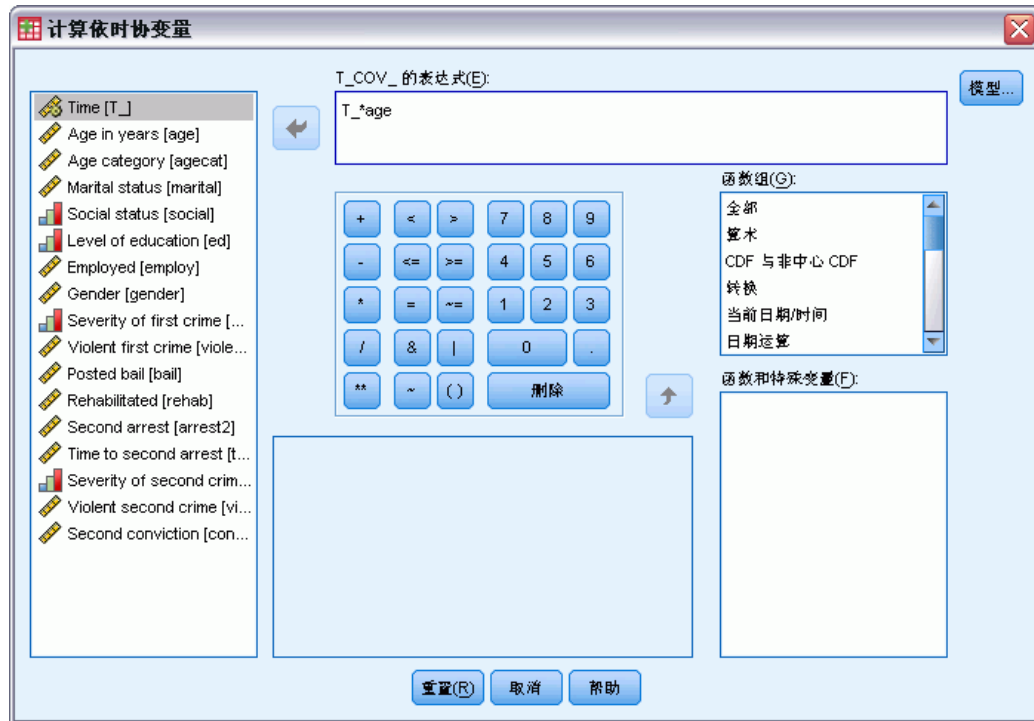 计算依时协变量
T_COV_ 的表达式(E):
模型...
T_*age
Time [T_]
Age in years [age]
Age category [agecat]
Marital status [marital]
Social status [social]
Level of education [ed]
Employed [employ]
Gender [gender]
Severity of first crime [...
Violent first crime [viole...
Posted bail [bail]
Rehabilitated [rehab]
Second arrest [arrest2]
Time to second arrest [t...
Severity of second crim...
Violent second crime [vi...
Second conviction [con...
+ < > 7 8 9
- <= >= 4 5 6
* = ~= 1 2 3
/ & | 0 .
** ~ ( ) 删除
函数组(G):
全部
算术
CDF 与非中心 CDF
转换
当前日期/时间
日期运算
函数和特殊变量(F):
重置(R) 取消 帮助